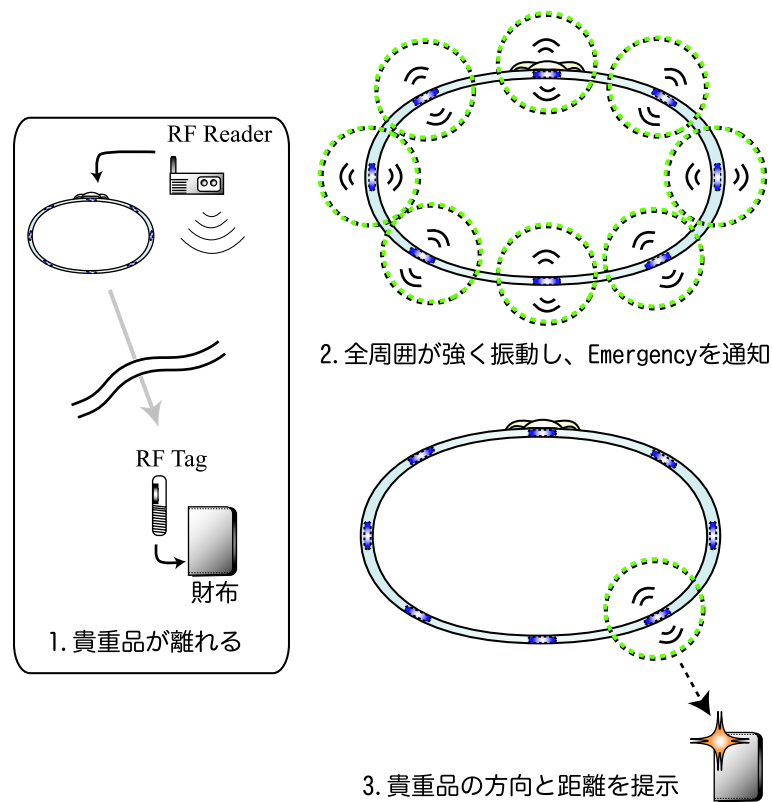 RF Reader
RF Tag
財布
1. 貴重品が離れる
2. 全周囲が強く振動し、Emergencyを通知
3. 貴重品の方向と距離を提示